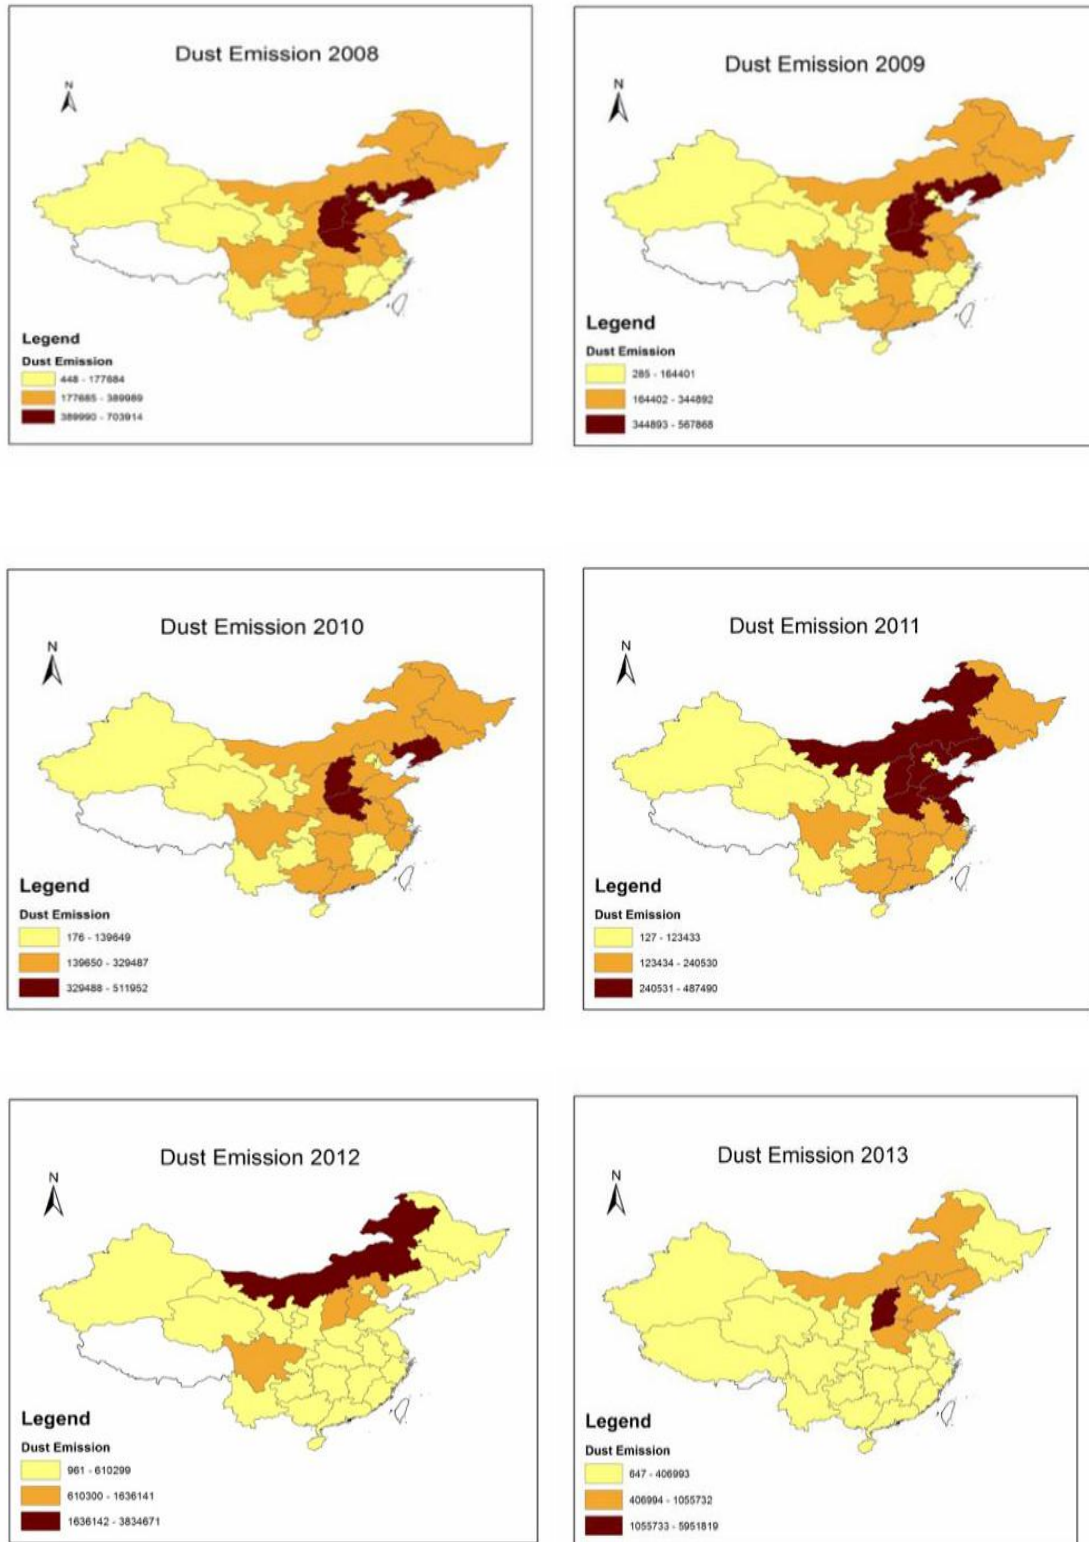 Dust Emission 2008
N
Legend
Dust Emission
448 - 177684
177685 - 389989
389990 - 703914
Dust Emission 2009
N
Legend
Dust Emission
285 - 164401
164402 - 344892
344893 - 567868
Dust Emission 2010
N
Legend
Dust Emission
176 - 139649
139650 - 329487
329488 - 511952
Dust Emission 2011
N
Legend
Dust Emission
127 - 123433
123434 - 240530
240531 - 487490
Dust Emission 2012
N
Legend
Dust Emission
961 - 610299
610300 - 1636141
1636142 - 3834671
Dust Emission 2013
N
Legend
Dust Emission
647 - 406993
406994 - 1055732
1055733 - 5951819